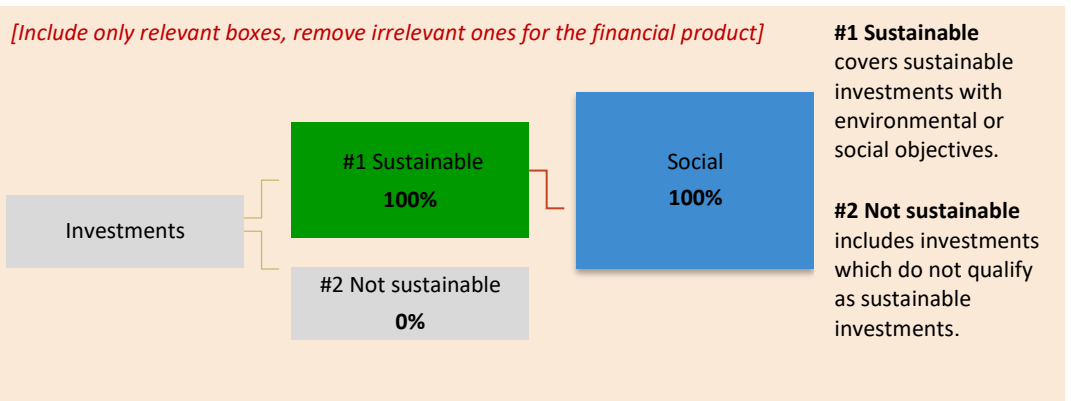 [Include only relevant boxes, remove irrelevant ones for the financial product]
Investments
#1 Sustainable
100%
#2 Not sustainable
0%
Social
100%
#1 Sustainable
covers sustainable
investments with
environmental or
social objectives.
#2 Not sustainable
includes investments
which do not qualify
as sustainable
investments.